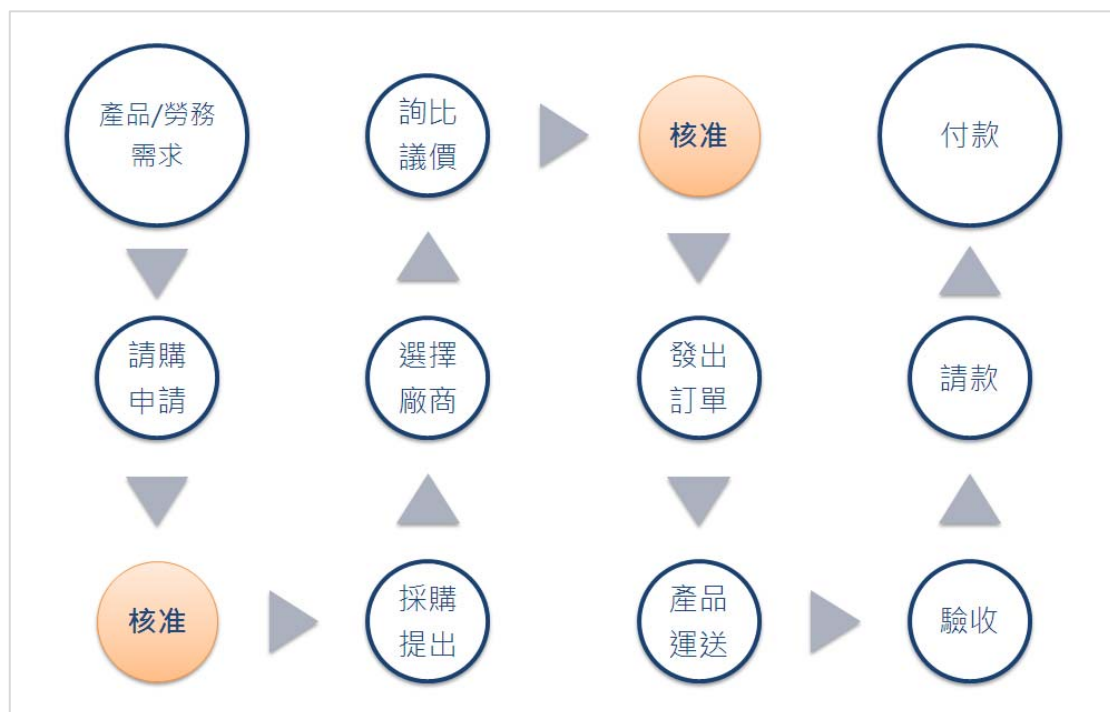 產品/勞務
需求
請購
申請
核准
採購
提出
選擇
廠商
詢比
議價
核准
發出
訂單
產品
運送
驗收
請款
付款